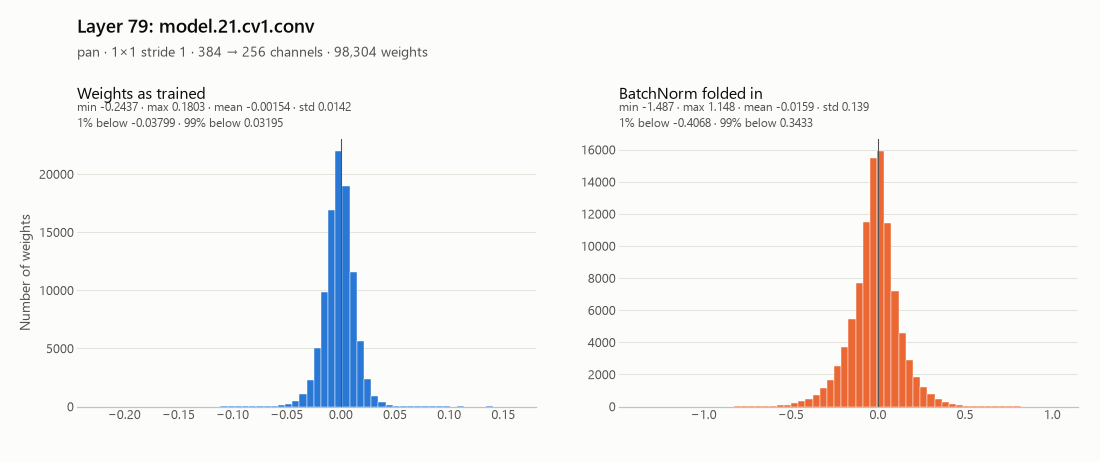 Layer 79: model.21.cv1.conv
pan · 1×1 stride 1 · 384 → 256 channels · 98,304 weights
Weights as trained
min -0.2437 · max 0.1803 · mean -0.00154 · std 0.0142
1% below -0.03799 · 99% below 0.03195
Number of weights
20000
15000
10000
5000
0
−0.20 −0.15 −0.10 −0.05 0.00 0.05 0.10 0.15
BatchNorm folded in
min -1.487 · max 1.148 · mean -0.0159 · std 0.139
1% below -0.4068 · 99% below 0.3433
16000
14000
12000
10000
8000
6000
4000
2000
0
−1.0 −0.5 0.0 0.5 1.0